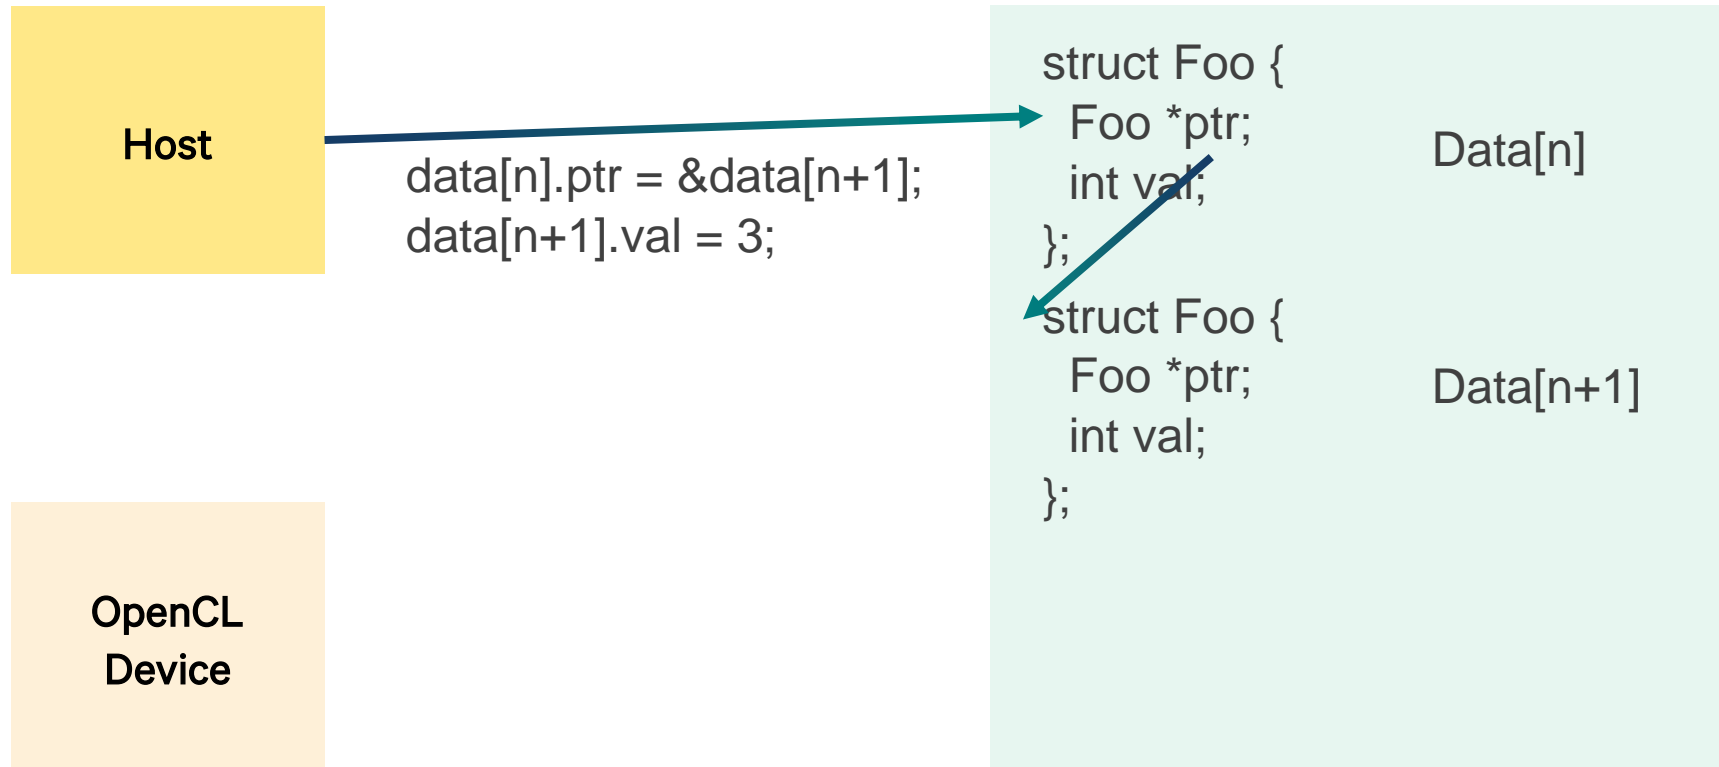 Host
data[n].ptr = &data[n+1];
data[n+1].val = 3;
struct Foo {
Foo *ptr;
int val;
};
Data[n]
struct Foo {
Foo *ptr;
int val;
};
Data[n+1]
OpenCL
Device